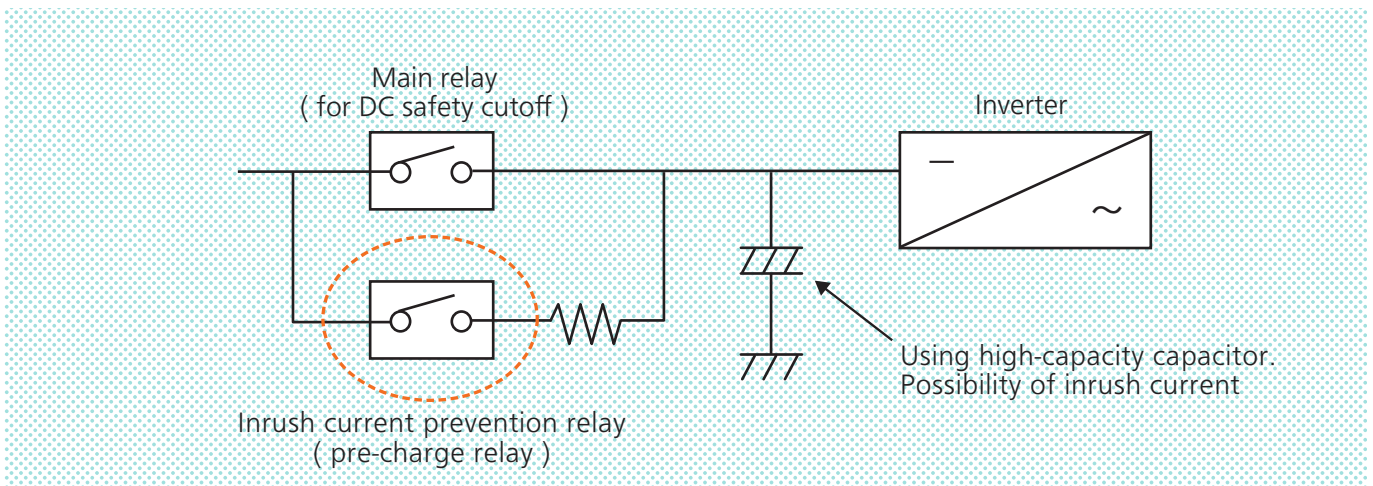 Main relay
( for DC safety cutoff )
Inverter
Using high-capacity capacitor.
Possibility of inrush current
Inrush current prevention relay
( pre-charge relay )